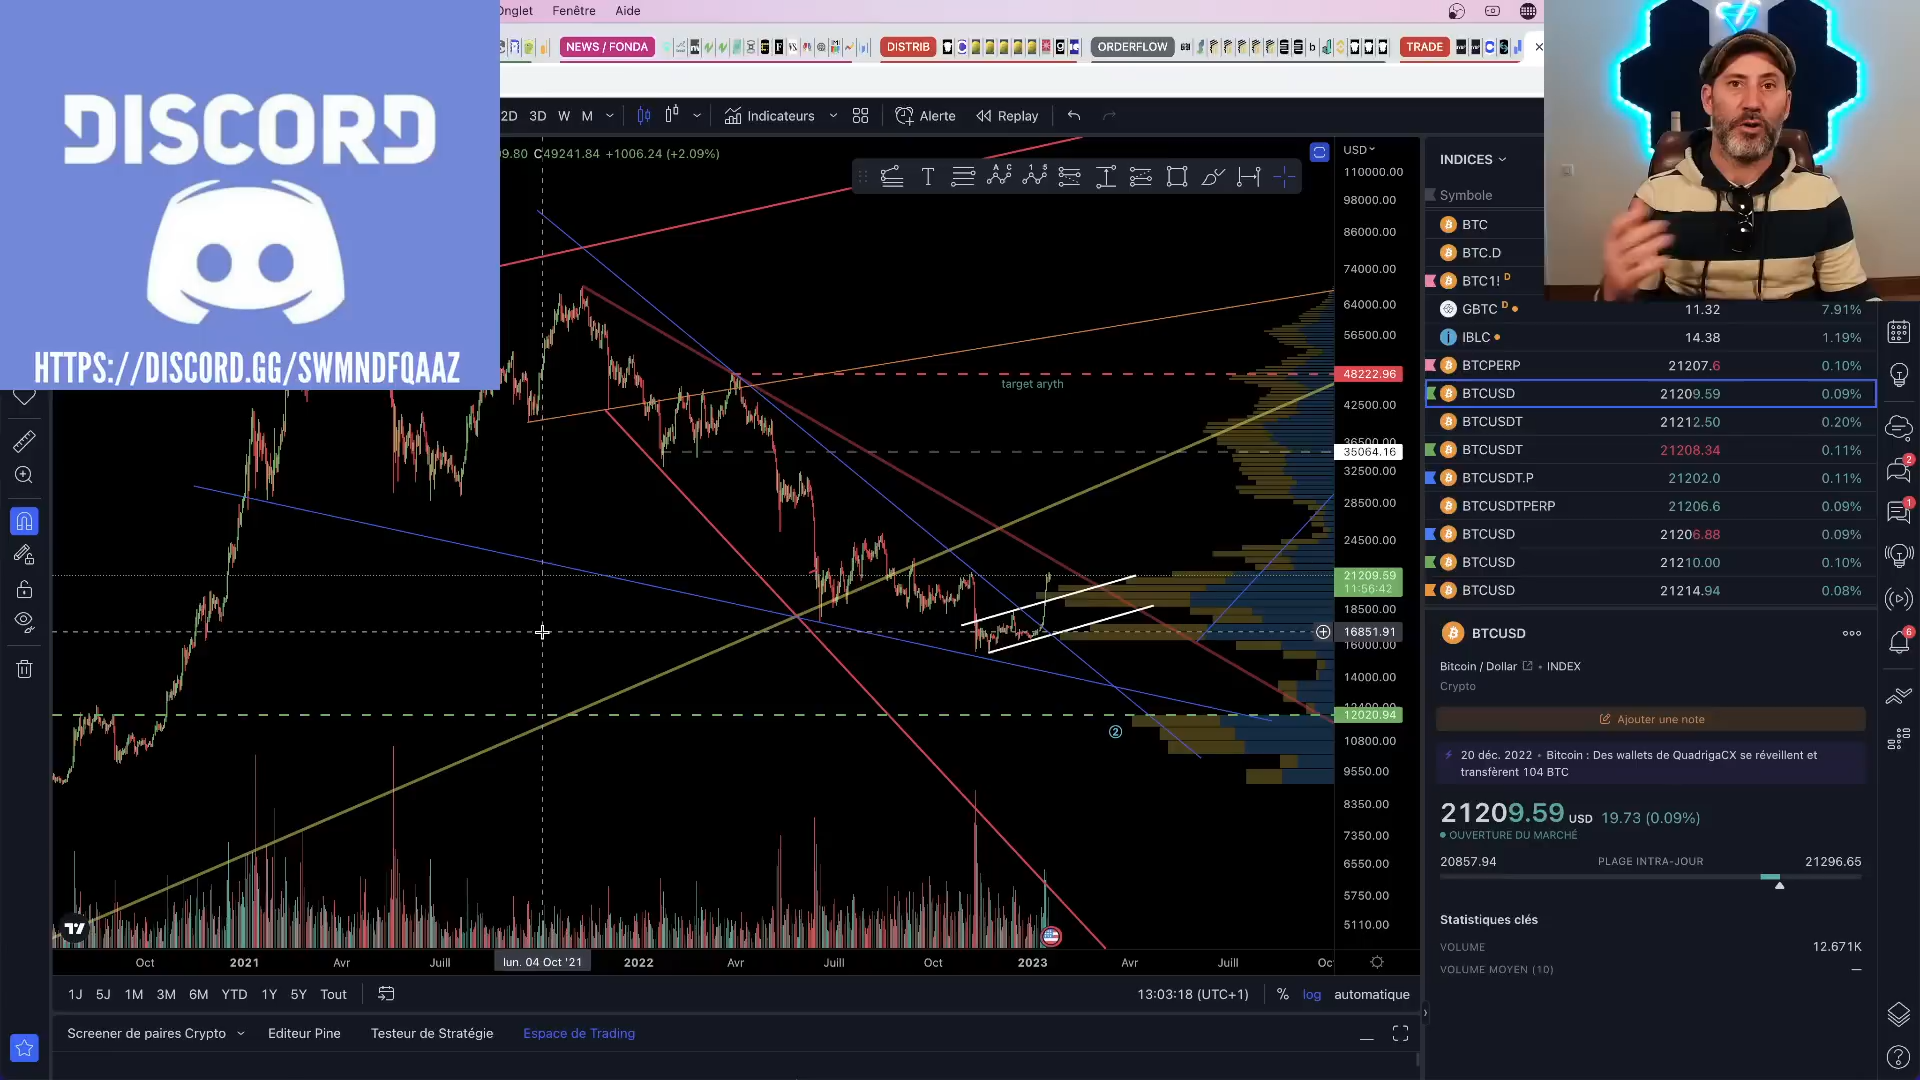 Onglet Fenêtre Aide
NEWS / FONDA DISTRIB ORDERFLOW TRADE
DISCORD
HTTPS://DISCORD.GG/SWMNDFQAAZ
2D 3D W M Indicateurs Alerte Replay
C49241.84 +1006.24 (+2.09%)
USD
110000.00
98000.00
86000.00
74000.00
64000.00
56500.00
48222.96
target aryth
42500.00
36500.00
35064.16
32500.00
28500.00
24500.00
21209.59
11:56:42
18500.00
16851.91
16000.00
14000.00
12400.00
12020.94
2
10800.00
9550.00
8350.00
7350.00
6550.00
5750.00
5110.00
Oct 2021 Avr Juill lun. 04 Oct '21 2022 Avr Juill Oct 2023 Avr Juill Oct
1J 5J 1M 3M 6M YTD 1Y 5Y Tout 13:03:18 (UTC+1) % log automatique
Screener de paires Crypto Editeur Pine Testeur de Stratégie Espace de Trading
INDICES
Symbole
BTC
BTC.D
BTC1! D
GBTC D 11.32 7.91%
IBLC 14.38 1.19%
BTCPERP 21207.6 0.10%
BTCUSD 21209.59 0.09%
BTCUSDT 21212.50 0.20%
BTCUSDT 21208.34 0.11%
BTCUSDT.P 21202.0 0.11%
BTCUSDTPERP 21206.6 0.09%
BTCUSD 21206.88 0.09%
BTCUSD 21210.00 0.10%
BTCUSD 21214.94 0.08%
BTCUSD
Bitcoin / Dollar • INDEX
Crypto
Ajouter une note
20 déc. 2022 • Bitcoin : Des wallets de QuadrigaCX se réveillent et
transfèrent 104 BTC
21209.59 USD 19.73 (0.09%)
OUVERTURE DU MARCHÉ
20857.94 PLAGE INTRA-JOUR 21296.65
Statistiques clés
VOLUME 12.671K
VOLUME MOYEN (10) —
2
1
6